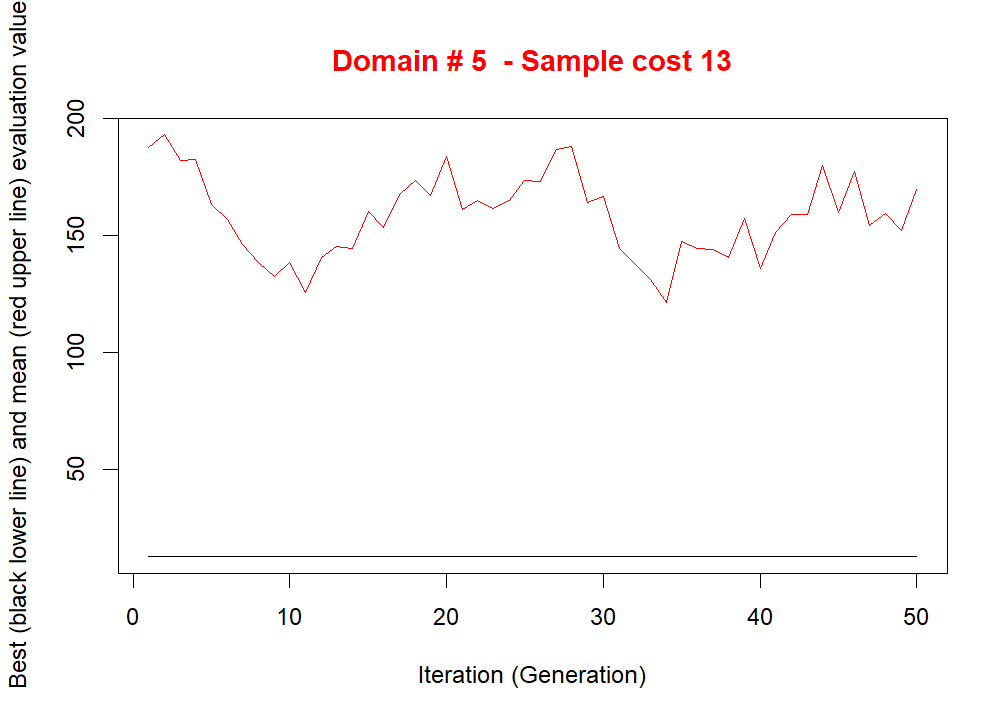 Domain # 5  - Sample cost 13
Best (black lower line) and mean (red upper line) evaluation value
200
150
100
50
0 10 20 30 40 50
Iteration (Generation)